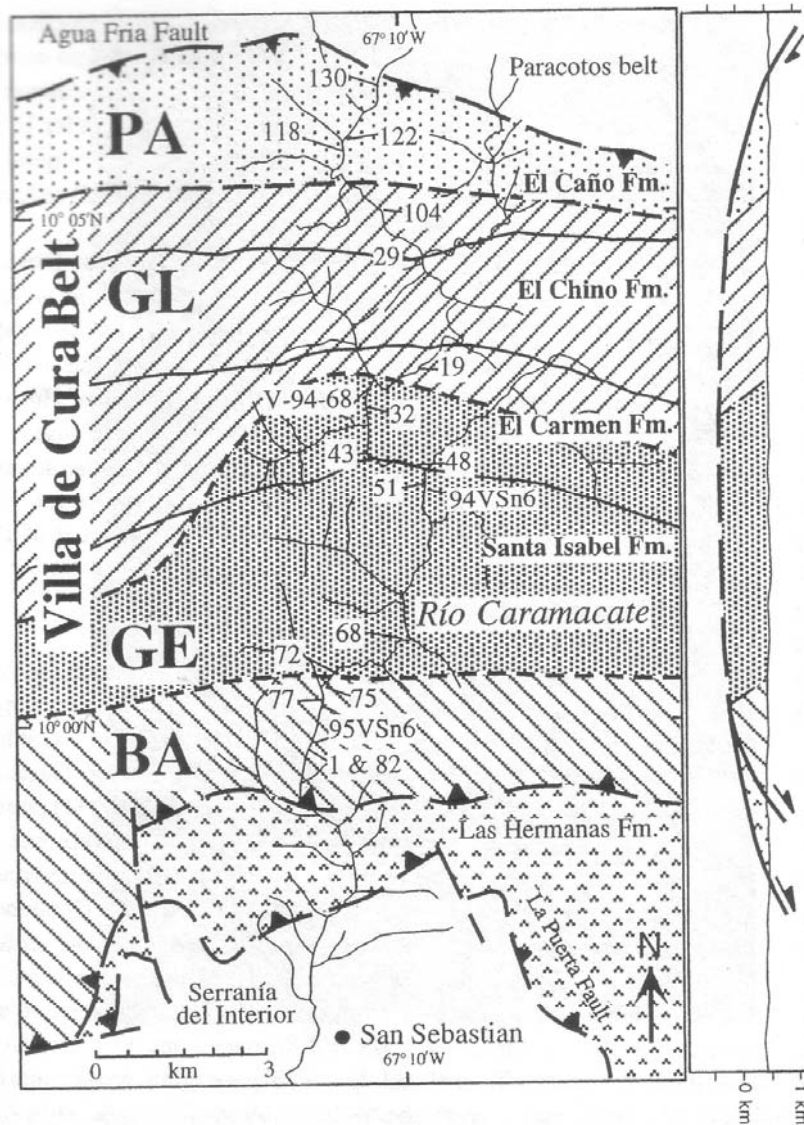 Agua Fria Fault
67° 10'W
Paracotos belt
130
PA
118
122
El Caño Fm.
10° 05'N
104
Villa de Cura Belt
GL
29
El Chino Fm.
19
V-94-68
32
El Carmen Fm.
43
48
51
94VSn6
Santa Isabel Fm.
Río Caramacate
GE
68
72
77
75
10° 00'N
95VSn6
BA
1 & 82
Las Hermanas Fm.
La Puerta Fault
N
Serranía
del Interior
San Sebastian
67° 10'W
0
3
km
0 km
1 km